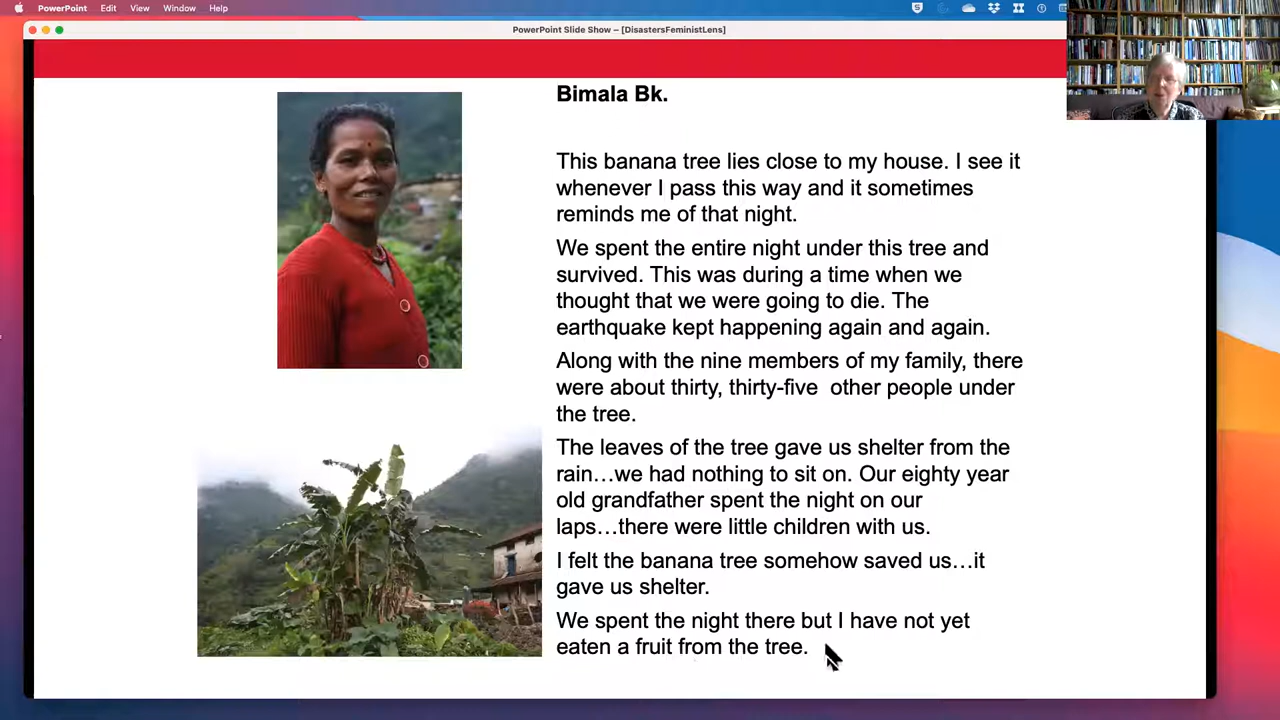 PowerPoint Edit View Window Help
PowerPoint Slide Show – [DisastersFeministLens]
Bimala Bk.
This banana tree lies close to my house. I see it
whenever I pass this way and it sometimes
reminds me of that night.
We spent the entire night under this tree and
survived. This was during a time when we
thought that we were going to die. The
earthquake kept happening again and again.
Along with the nine members of my family, there
were about thirty, thirty-five  other people under
the tree.
The leaves of the tree gave us shelter from the
rain…we had nothing to sit on. Our eighty year
old grandfather spent the night on our
laps…there were little children with us.
I felt the banana tree somehow saved us…it
gave us shelter.
We spent the night there but I have not yet
eaten a fruit from the tree.